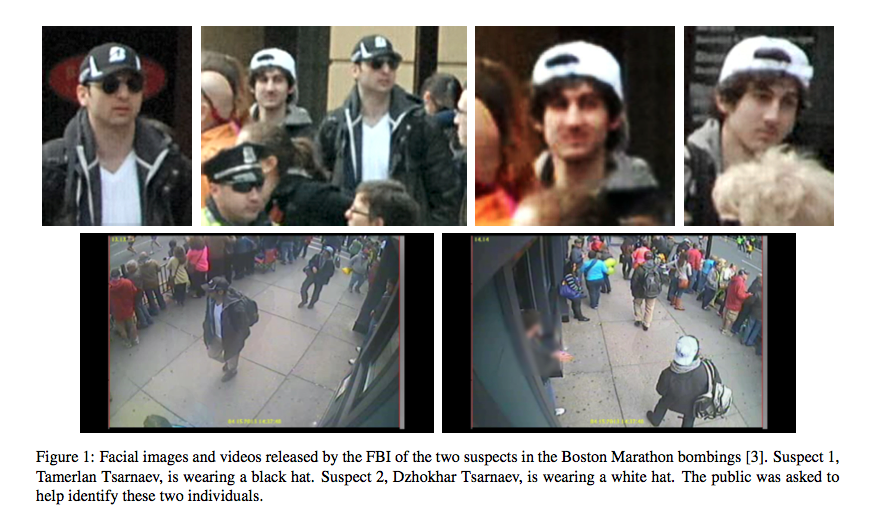 Figure 1: Facial images and videos released by the FBI of the two suspects in the Boston Marathon bombings [3]. Suspect 1,
Tamerlan Tsarnaev, is wearing a black hat. Suspect 2, Dzhokhar Tsarnaev, is wearing a white hat. The public was asked to
help identify these two individuals.